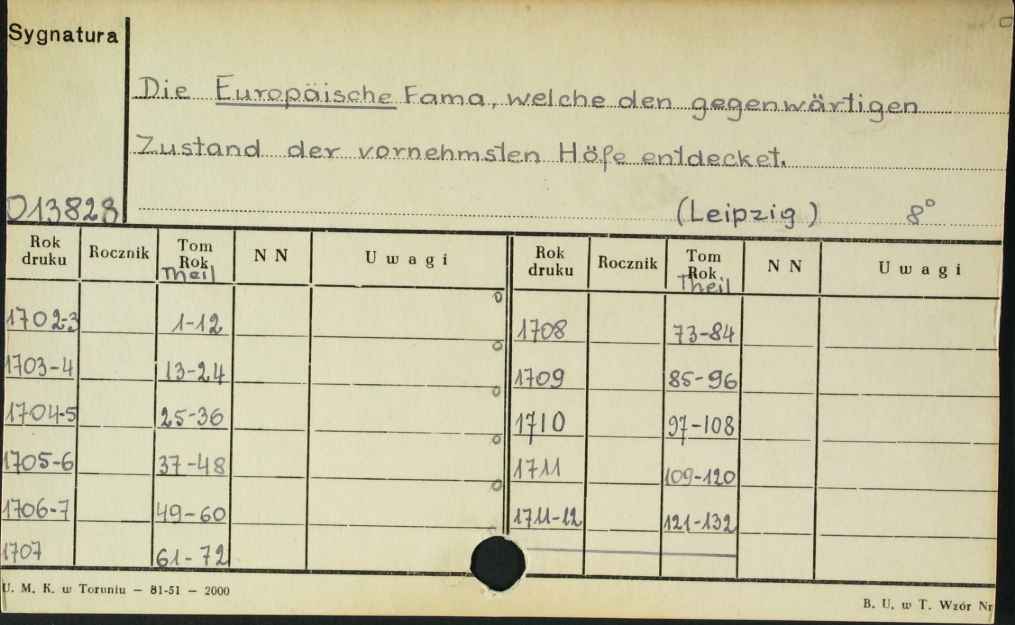 Sygnatura
Die Europäische Fama, welche den gegenwärtigen
Zustand der vornehmsten Höfe entdecket.
013828
(Leipzig) 8°
Rok druku Rocznik Tom Rok Theil N N Uwagi Rok druku Rocznik Tom Rok Theil N N Uwagi
1702-3 1-12 1708 73-84
1703-4 13-24 1709 85-96
1704-5 25-36 1710 97-108
1705-6 37-48 1711 109-120
1706-7 49-60 1711-12 121-132
1707 61-72
U. M. K. w Toruniu — 81-51 — 2000
B. U. w T. Wzór Nr